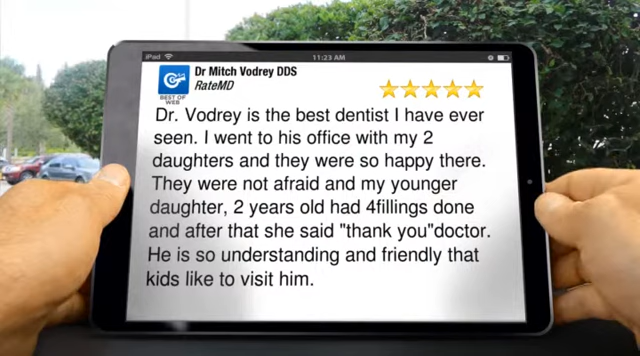 iPad
11:23 AM
Dr Mitch Vodrey DDS
RateMD
BEST OF
WEB
Dr. Vodrey is the best dentist I have ever
seen. I went to his office with my 2
daughters and they were so happy there.
They were not afraid and my younger
daughter, 2 years old had 4fillings done
and after that she said "thank you"doctor.
He is so understanding and friendly that
kids like to visit him.